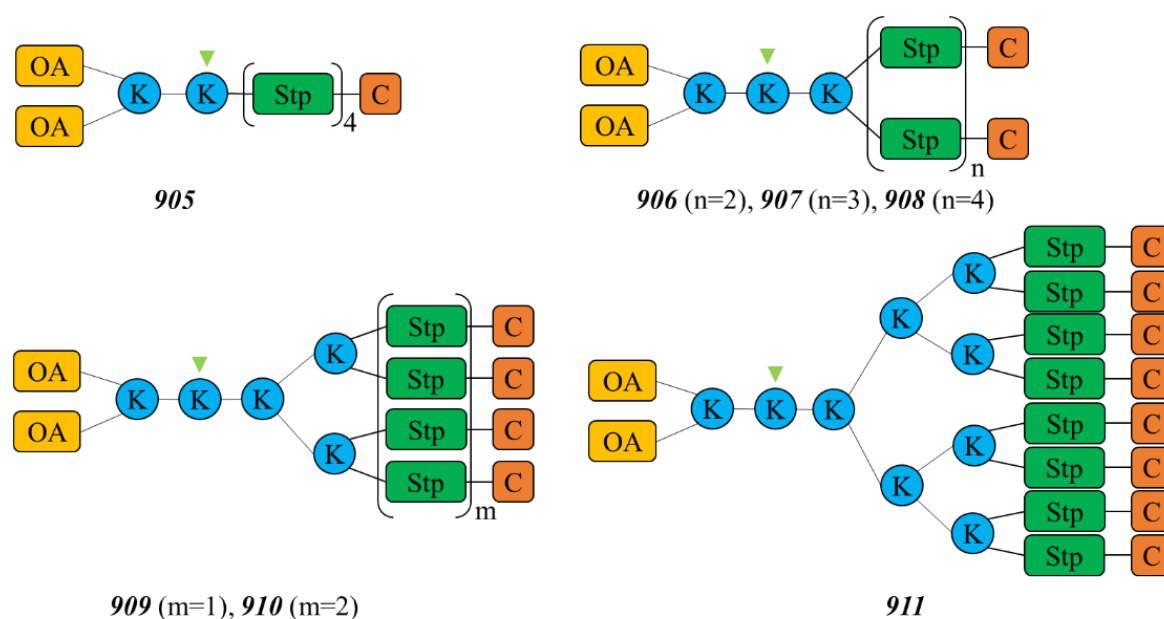 OA
OA
K
K
Stp
4
C
905
OA
OA
K
K
K
Stp
Stp
n
C
C
906 (n=2), 907 (n=3), 908 (n=4)
OA
OA
K
K
K
K
K
Stp
Stp
Stp
Stp
m
C
C
C
C
909 (m=1), 910 (m=2)
OA
OA
K
K
K
K
K
K
K
K
K
Stp
Stp
Stp
Stp
Stp
Stp
Stp
Stp
C
C
C
C
C
C
C
C
911